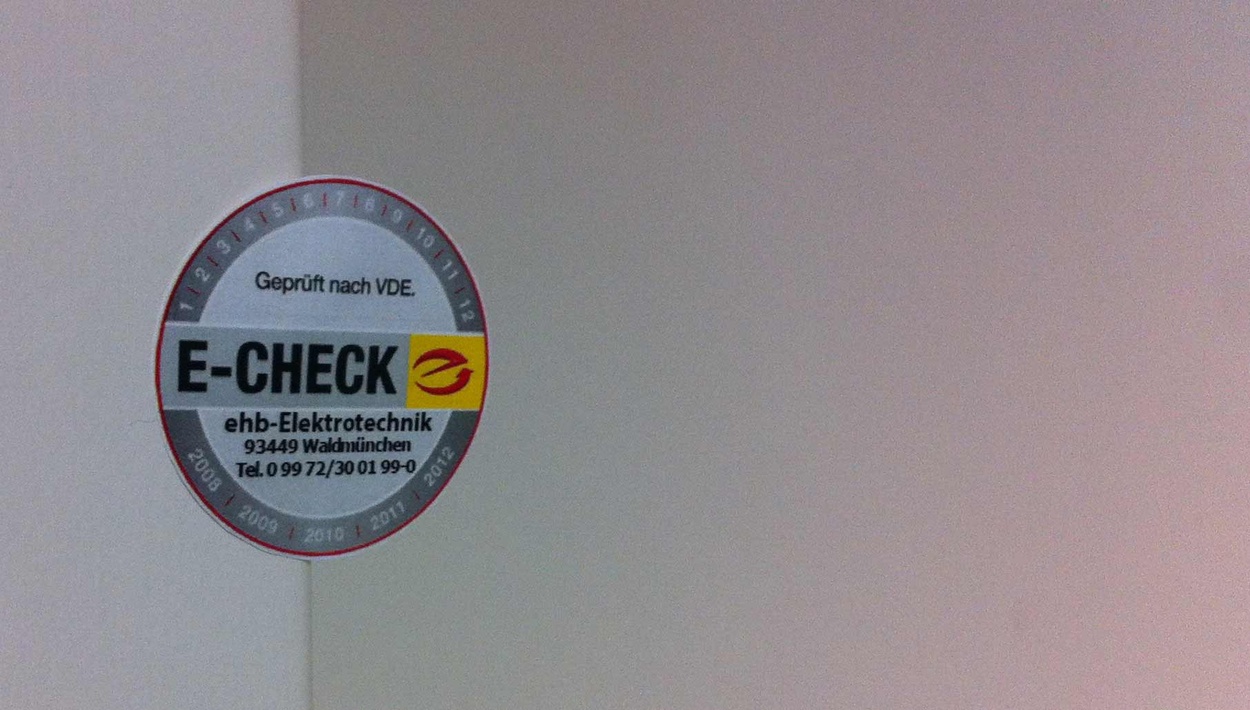 1 | 2 | 3 | 4 | 5 | 6 | 7 | 8 | 9 | 10 | 11 | 12
Geprüft nach VDE.
E-CHECK
ehb-Elektrotechnik
93449 Waldmünchen
Tel. 0 99 72/30 01 99-0
2008 | 2009 | 2010 | 2011 | 2012